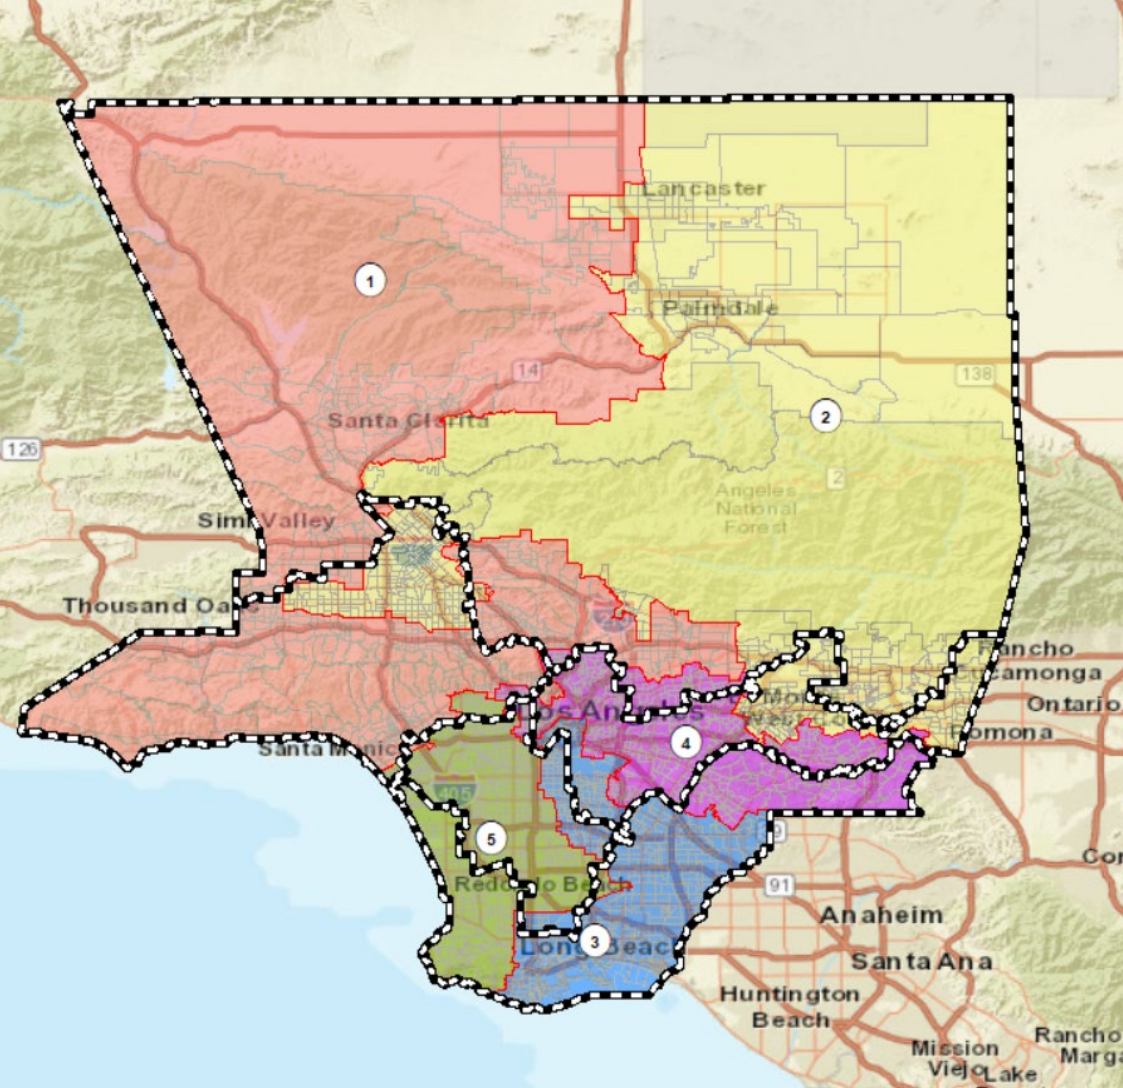 Lancaster
1
Palmdale
14
138
2
Santa Clarita
126
2
Angeles
National
Forest
Simi Valley
Thousand Oaks
Rancho
Cucamonga
Ontario
Los Angeles
Pomona
4
Santa Monica
405
5
91
Redondo Beach
Anaheim
3
Long Beach
Santa Ana
Huntington
Beach
Rancho
Mission
Viejo
Lake